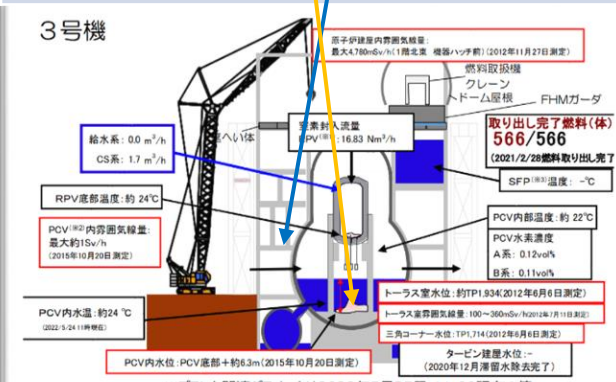 3号機
原子炉建屋内雰囲気線量:
最大4,780mSv/h(1階北東 機器ハッチ前)(2012年11月27日測定)
燃料取扱機
クレーン
ドーム屋根
FHMガーダ
遮へい体
窒素封入流量
RPV(※1):16.83 Nm³/h
取り出し完了燃料(体)
566/566
(2021/2/28燃料取り出し完了
給水系: 0.0 m³/h
CS系: 1.7 m³/h
SFP(※3)温度: -℃
RPV底部温度:約 24℃
PCV(※2)内雰囲気線量:
最大約1Sv/h
(2015年10月20日測定)
PCV内部温度:約 22℃
PCV水素濃度
A系: 0.12vol%
B系: 0.11vol%
トーラス室水位:約TP1,934(2012年6月6日測定)
トーラス室雰囲気線量:100~360mSv/h(2012年7月11日測定)
三角コーナー水位:TP1,714(2012年6月6日測定)
PCV内水温:約24 ℃
(2022/5/24 11時現在)
PCV内水位:PCV底部+約6.3m(2015年10月20日測定)
タービン建屋水位:-
(2020年12月滞留水除去完了)